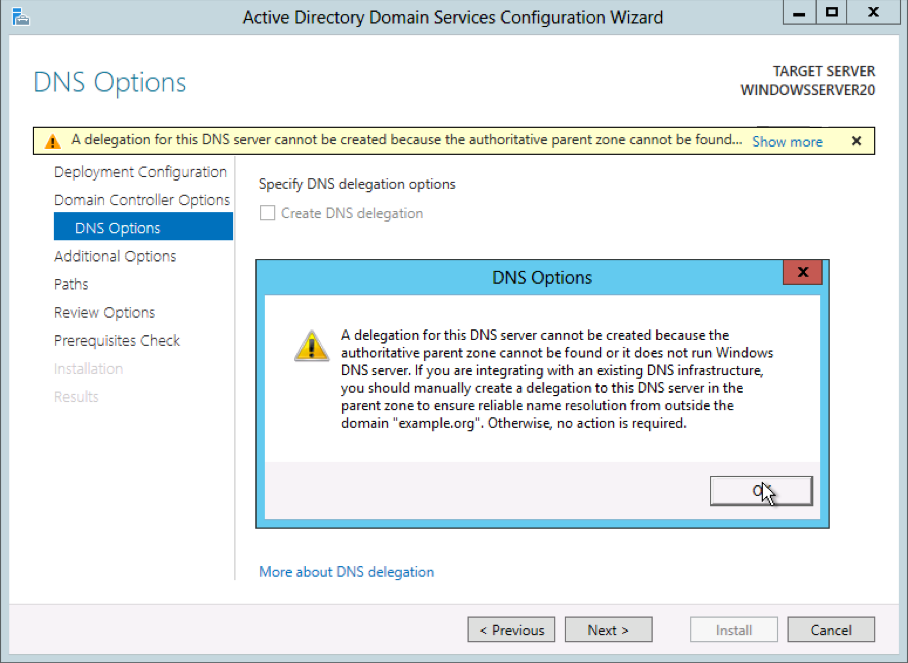 Active Directory Domain Services Configuration Wizard
DNS Options
TARGET SERVER
WINDOWSSERVER20
A delegation for this DNS server cannot be created because the authoritative parent zone cannot be found... Show more
Deployment Configuration
Domain Controller Options
DNS Options
Additional Options
Paths
Review Options
Prerequisites Check
Installation
Results
Specify DNS delegation options
Create DNS delegation
DNS Options
A delegation for this DNS server cannot be created because the
authoritative parent zone cannot be found or it does not run Windows
DNS server. If you are integrating with an existing DNS infrastructure,
you should manually create a delegation to this DNS server in the
parent zone to ensure reliable name resolution from outside the
domain "example.org". Otherwise, no action is required.
More about DNS delegation
< Previous
Next >
Install
Cancel